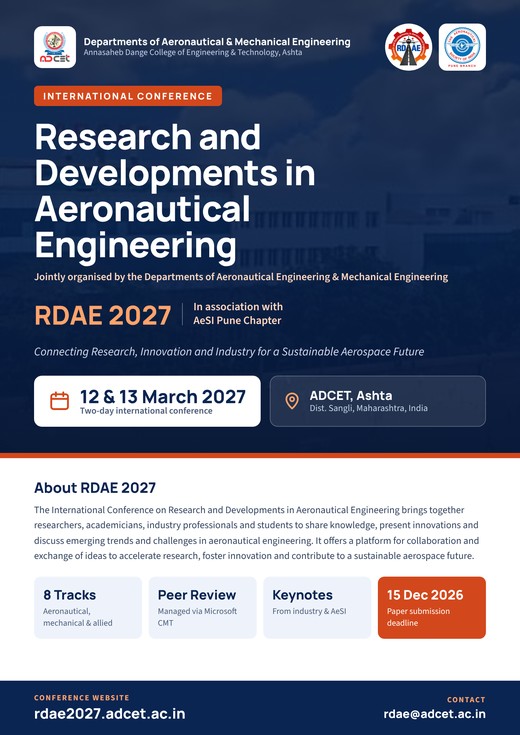 ADCET
Departments of Aeronautical & Mechanical Engineering
Annasaheb Dange College of Engineering & Technology, Ashta
RDAE
PUNE BRANCH
INTERNATIONAL CONFERENCE
Research and
Developments in
Aeronautical
Engineering
Jointly organised by the Departments of Aeronautical Engineering & Mechanical Engineering
RDAE 2027
In association with
AeSI Pune Chapter
Connecting Research, Innovation and Industry for a Sustainable Aerospace Future
12 & 13 March 2027
Two-day international conference
ADCET, Ashta
Dist. Sangli, Maharashtra, India
About RDAE 2027
The International Conference on Research and Developments in Aeronautical Engineering brings together
researchers, academicians, industry professionals and students to share knowledge, present innovations and
discuss emerging trends and challenges in aeronautical engineering. It offers a platform for collaboration and
exchange of ideas to accelerate research, foster innovation and contribute to a sustainable aerospace future.
8 Tracks
Aeronautical,
mechanical & allied
Peer Review
Managed via Microsoft
CMT
Keynotes
From industry & AeSI
15 Dec 2026
Paper submission
deadline
CONFERENCE WEBSITE
rdae2027.adcet.ac.in
CONTACT
rdae@adcet.ac.in